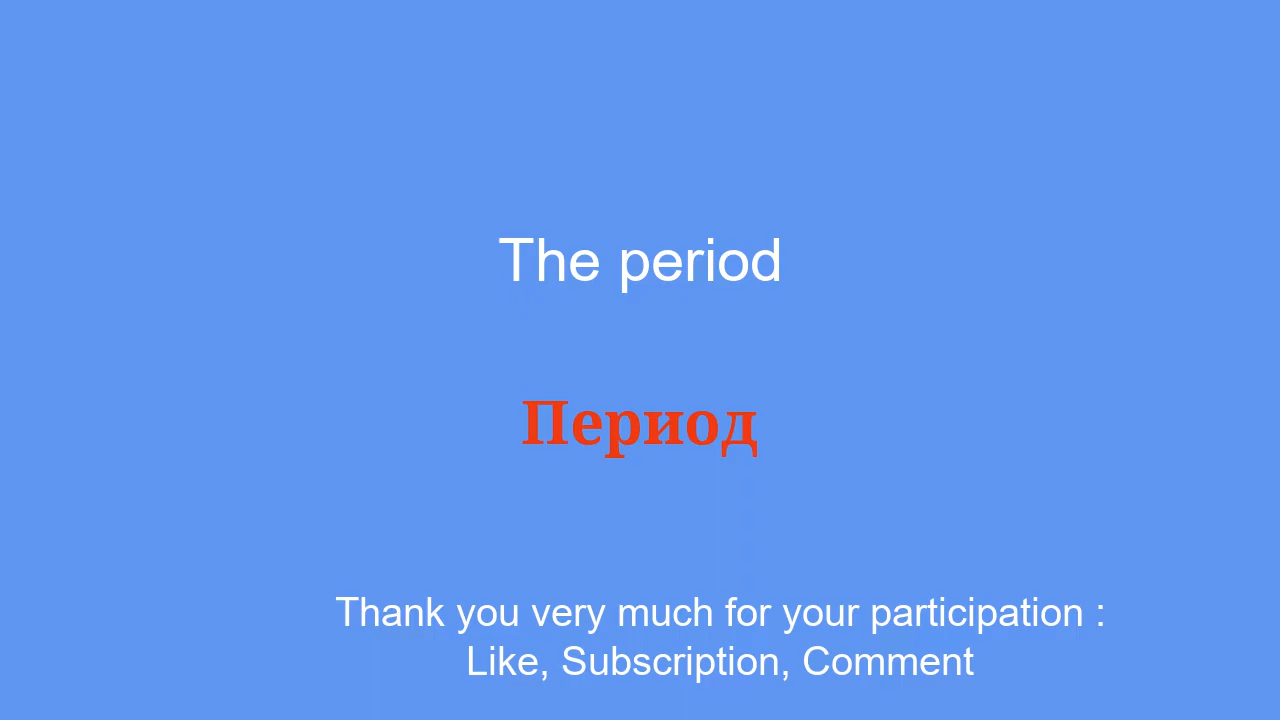 The period
Период
Thank you very much for your participation :
Like, Subscription, Comment